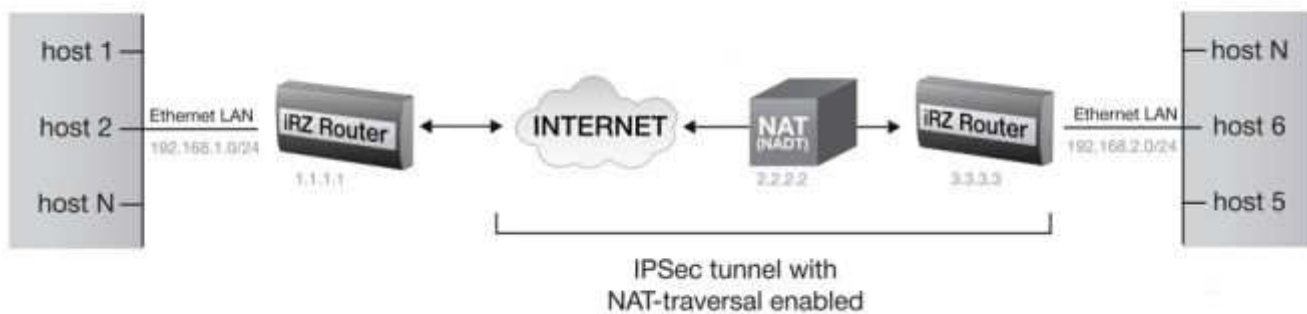 host 1
host 2
host N
Ethernet LAN
192.168.1.0/24
iRZ Router
1.1.1.1
INTERNET
NAT
(NADT)
2.2.2.2
iRZ Router
3.3.3.3
Ethernet LAN
192.168.2.0/24
host N
host 6
host 5
IPSec tunnel with
NAT-traversal enabled